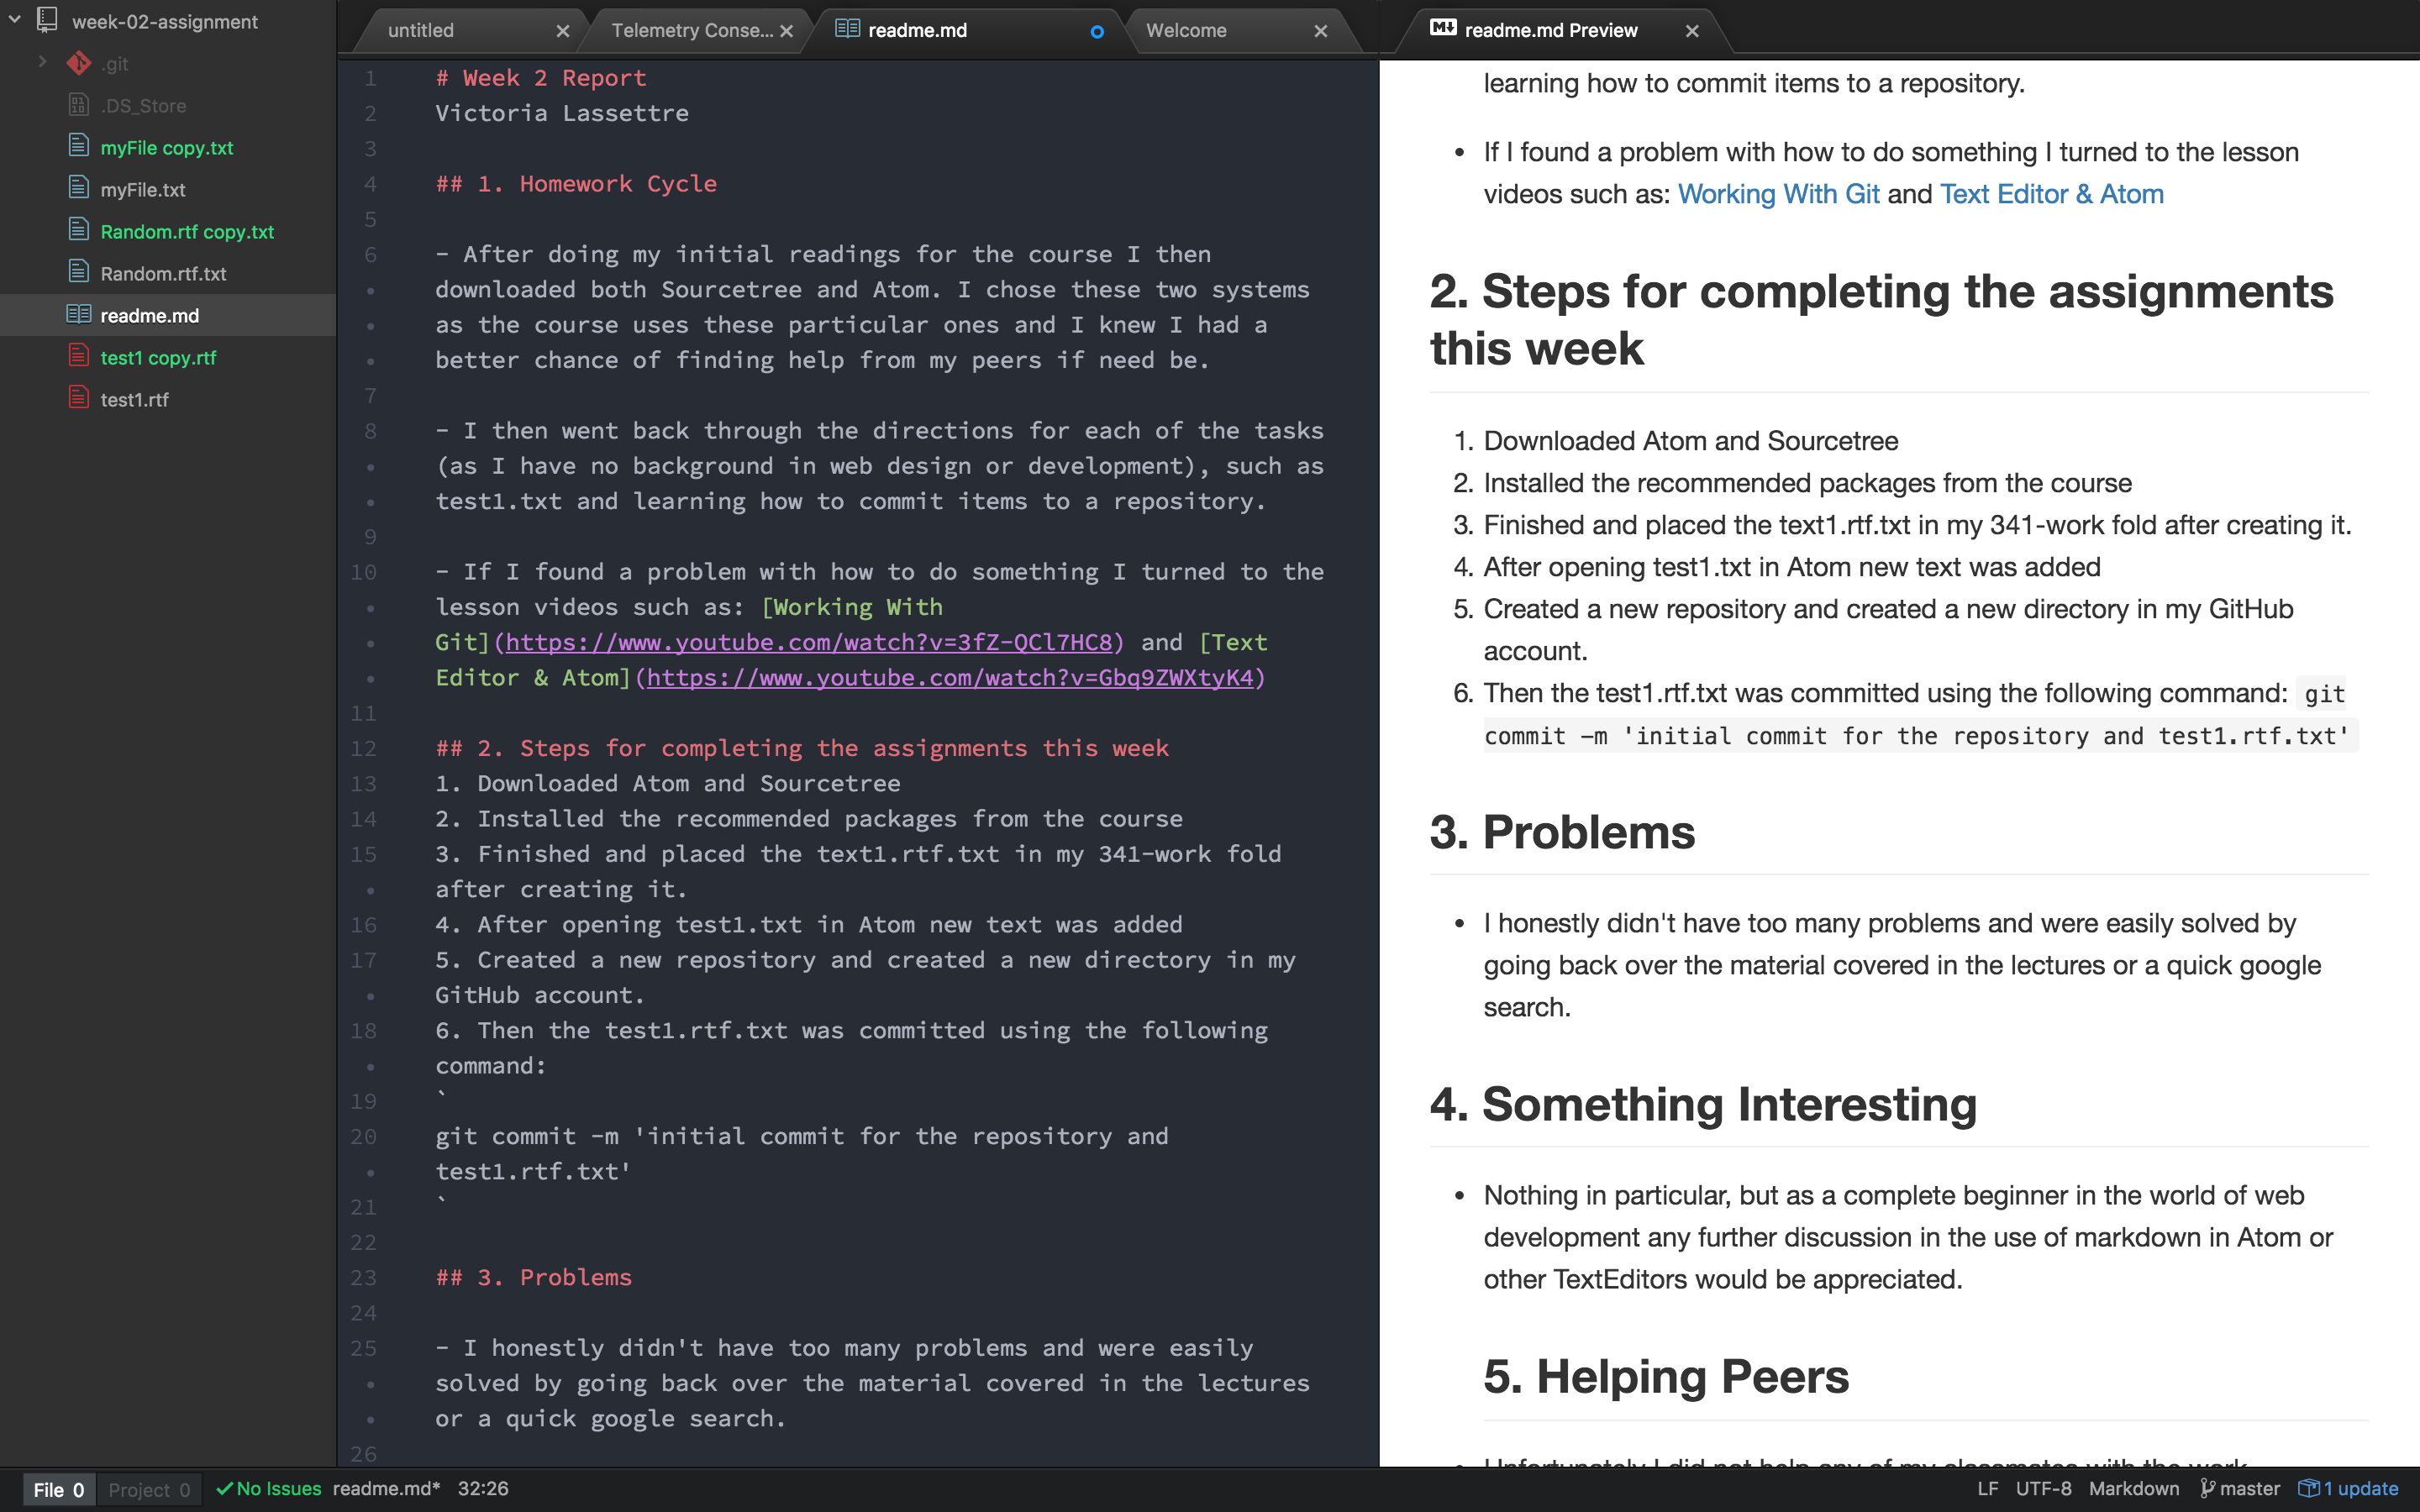 week-02-assignment
.git
.DS_Store
myFile copy.txt
myFile.txt
Random.rtf copy.txt
Random.rtf.txt
readme.md
test1 copy.rtf
test1.rtf
untitled
Telemetry Conse...
readme.md
Welcome
1 # Week 2 Report
2 Victoria Lassettre
3
4 ## 1. Homework Cycle
5
6 - After doing my initial readings for the course I then
downloaded both Sourcetree and Atom. I chose these two systems
as the course uses these particular ones and I knew I had a
better chance of finding help from my peers if need be.
7
8 - I then went back through the directions for each of the tasks
(as I have no background in web design or development), such as
test1.txt and learning how to commit items to a repository.
9
10 - If I found a problem with how to do something I turned to the
lesson videos such as: [Working With
Git](https://www.youtube.com/watch?v=3fZ-QCl7HC8) and [Text
Editor & Atom](https://www.youtube.com/watch?v=Gbq9ZWXtyK4)
11
12 ## 2. Steps for completing the assignments this week
13 1. Downloaded Atom and Sourcetree
14 2. Installed the recommended packages from the course
15 3. Finished and placed the text1.rtf.txt in my 341-work fold
after creating it.
16 4. After opening test1.txt in Atom new text was added
17 5. Created a new repository and created a new directory in my
GitHub account.
18 6. Then the test1.rtf.txt was committed using the following
command:
19 `
20 git commit -m 'initial commit for the repository and
test1.rtf.txt'
21 `
22
23 ## 3. Problems
24
25 - I honestly didn't have too many problems and were easily
solved by going back over the material covered in the lectures
or a quick google search.
26
readme.md Preview
learning how to commit items to a repository.
• If I found a problem with how to do something I turned to the lesson
videos such as: Working With Git and Text Editor & Atom
2. Steps for completing the assignments
this week
1. Downloaded Atom and Sourcetree
2. Installed the recommended packages from the course
3. Finished and placed the text1.rtf.txt in my 341-work fold after creating it.
4. After opening test1.txt in Atom new text was added
5. Created a new repository and created a new directory in my GitHub
account.
6. Then the test1.rtf.txt was committed using the following command: git
commit -m 'initial commit for the repository and test1.rtf.txt'
3. Problems
• I honestly didn't have too many problems and were easily solved by
going back over the material covered in the lectures or a quick google
search.
4. Something Interesting
• Nothing in particular, but as a complete beginner in the world of web
development any further discussion in the use of markdown in Atom or
other TextEditors would be appreciated.
5. Helping Peers
• Unfortunately I did not help any of my classmates with the work
File 0 Project 0 No Issues readme.md* 32:26
LF UTF-8 Markdown master 1 update